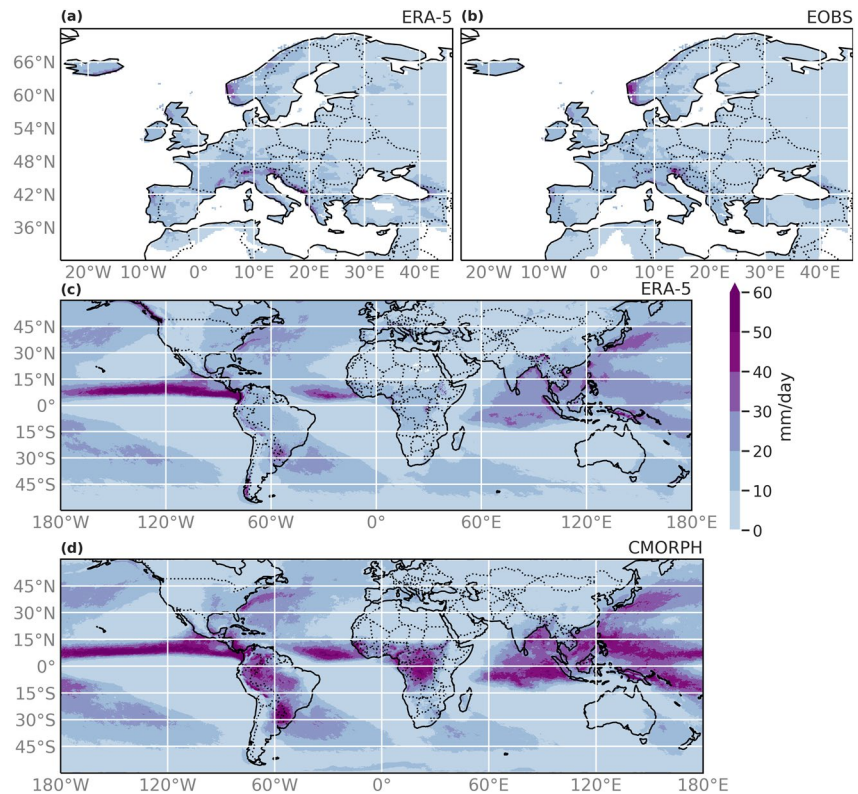 (a) ERA-5
(b) EOBS
66°N
60°N
54°N
48°N
42°N
36°N
20°W 10°W 0° 10°E 20°E 30°E 40°E
20°W 10°W 0° 10°E 20°E 30°E 40°E
(c) ERA-5
45°N
30°N
15°N
0°
15°S
30°S
45°S
180°W 120°W 60°W 0° 60°E 120°E 180°E
60
50
40
30
20
10
0
mm/day
(d) CMORPH
45°N
30°N
15°N
0°
15°S
30°S
45°S
180°W 120°W 60°W 0° 60°E 120°E 180°E